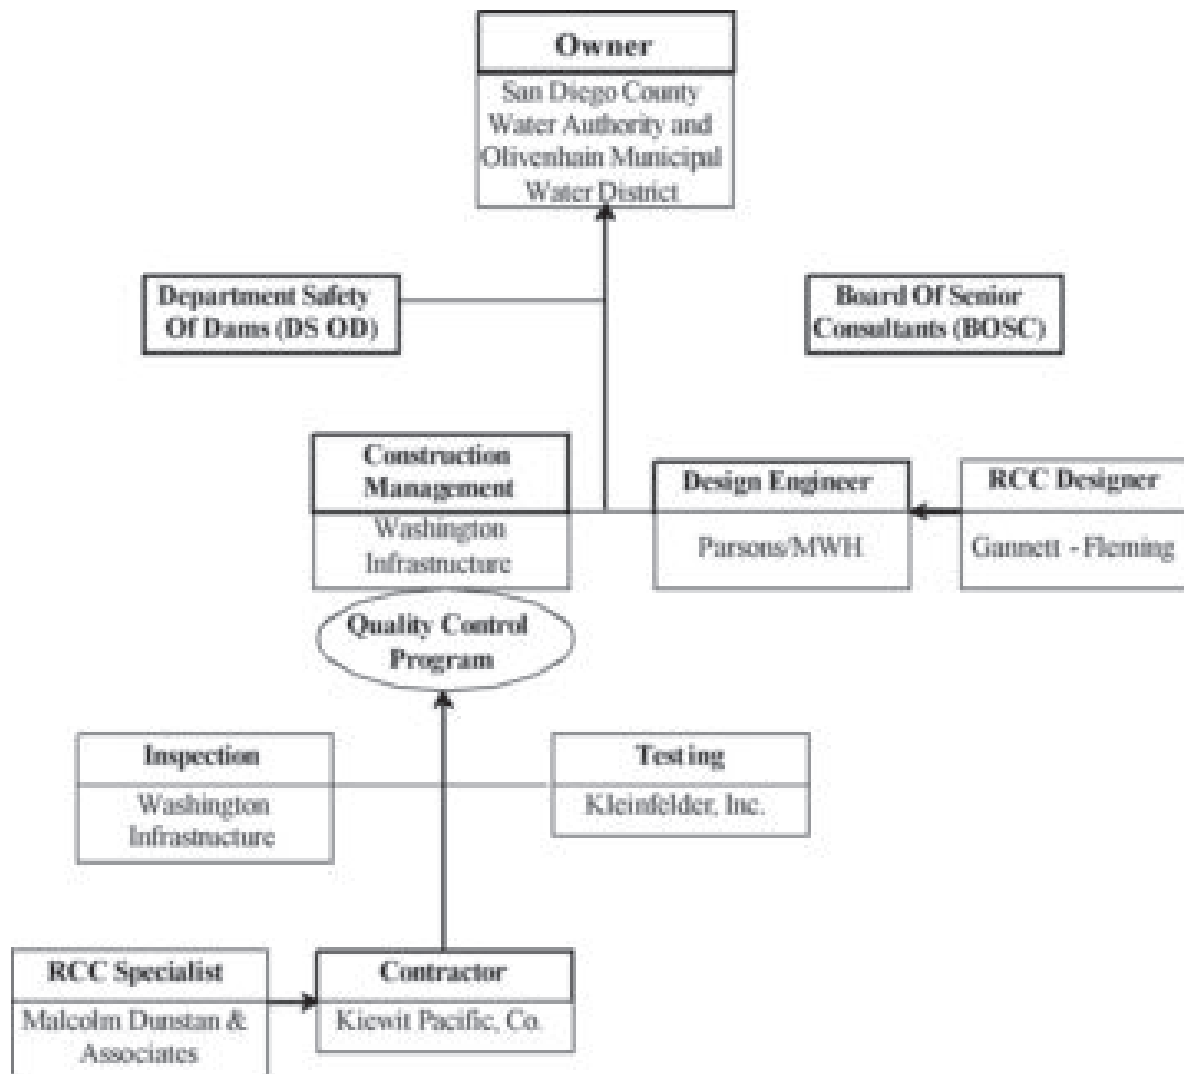 Owner
San Diego County
Water Authority and
Olivenhain Municipal
Water District
Department Safety
Of Dams (DS OD)
Board Of Senior
Consultants (BOSC)
Construction
Management
Washington
Infrastructure
Design Engineer
Parsons/MWH
RCC Designer
Gannett - Fleming
Quality Control
Program
Inspection
Washington
Infrastructure
Testing
Kleinfelder, Inc.
RCC Specialist
Malcolm Dunstan &
Associates
Contractor
Kiewit Pacific, Co.